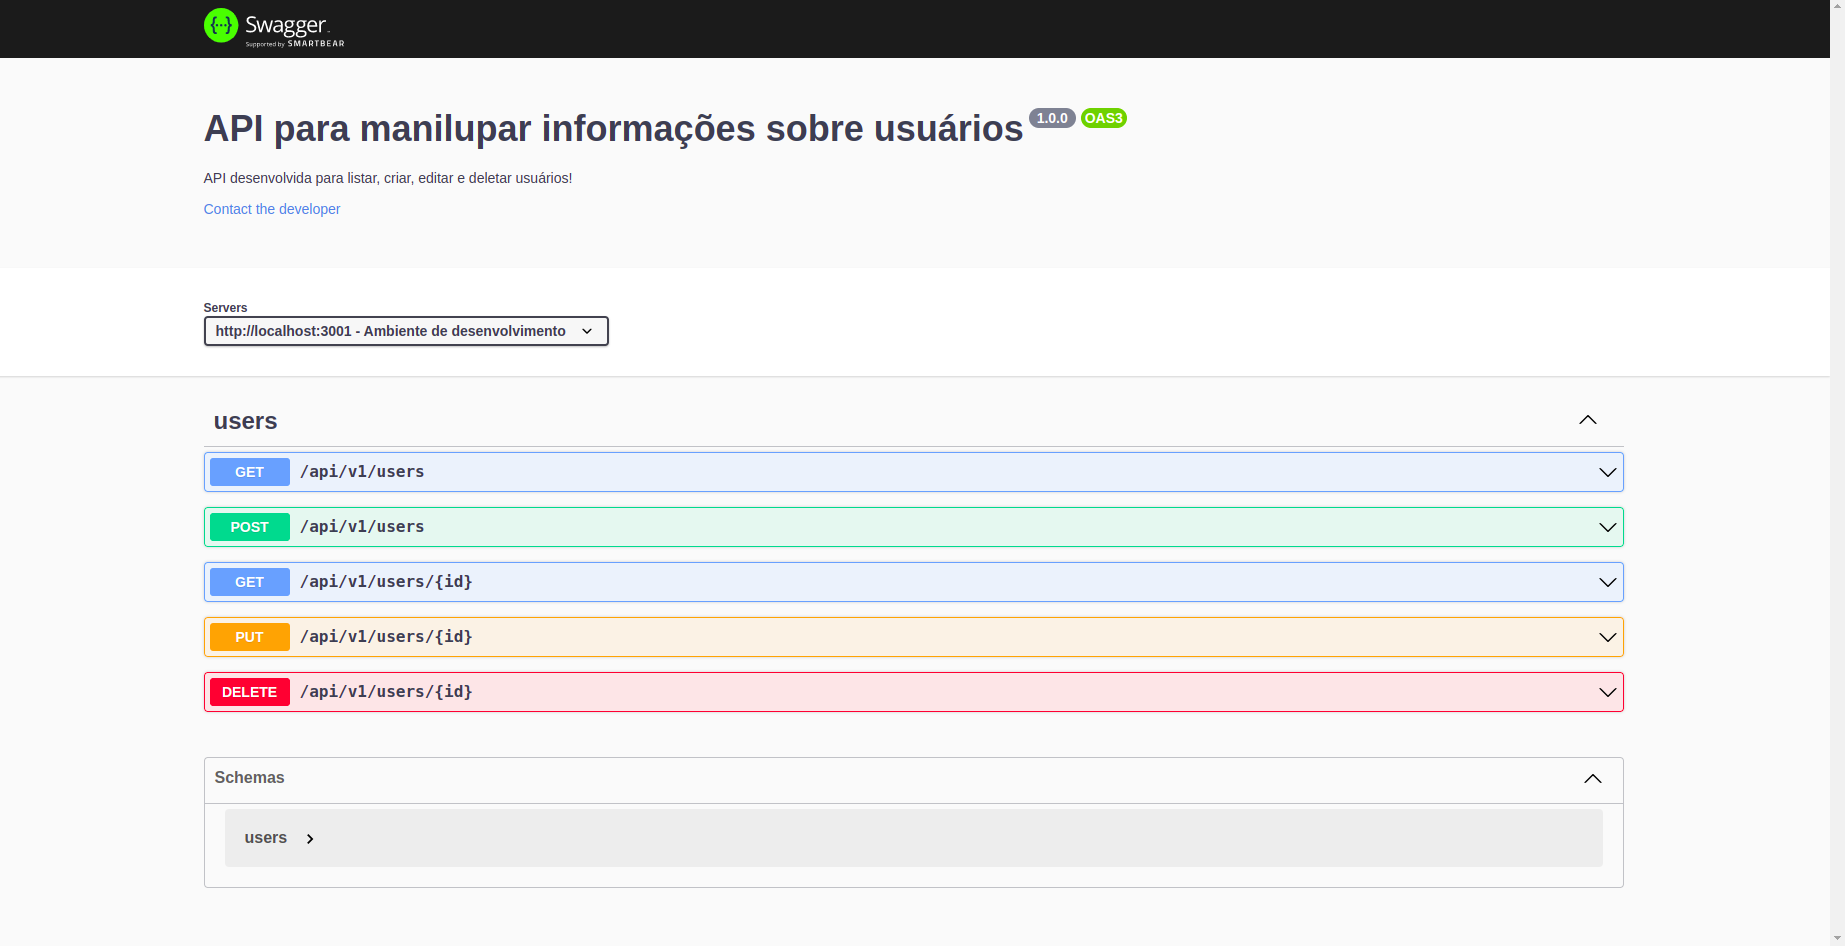 Swagger
Supported by SMARTBEAR
API para manilupar informações sobre usuários 1.0.0 OAS3
API desenvolvida para listar, criar, editar e deletar usuários!
Contact the developer
Servers
http://localhost:3001 - Ambiente de desenvolvimento
users
GET /api/v1/users
POST /api/v1/users
GET /api/v1/users/{id}
PUT /api/v1/users/{id}
DELETE /api/v1/users/{id}
Schemas
users